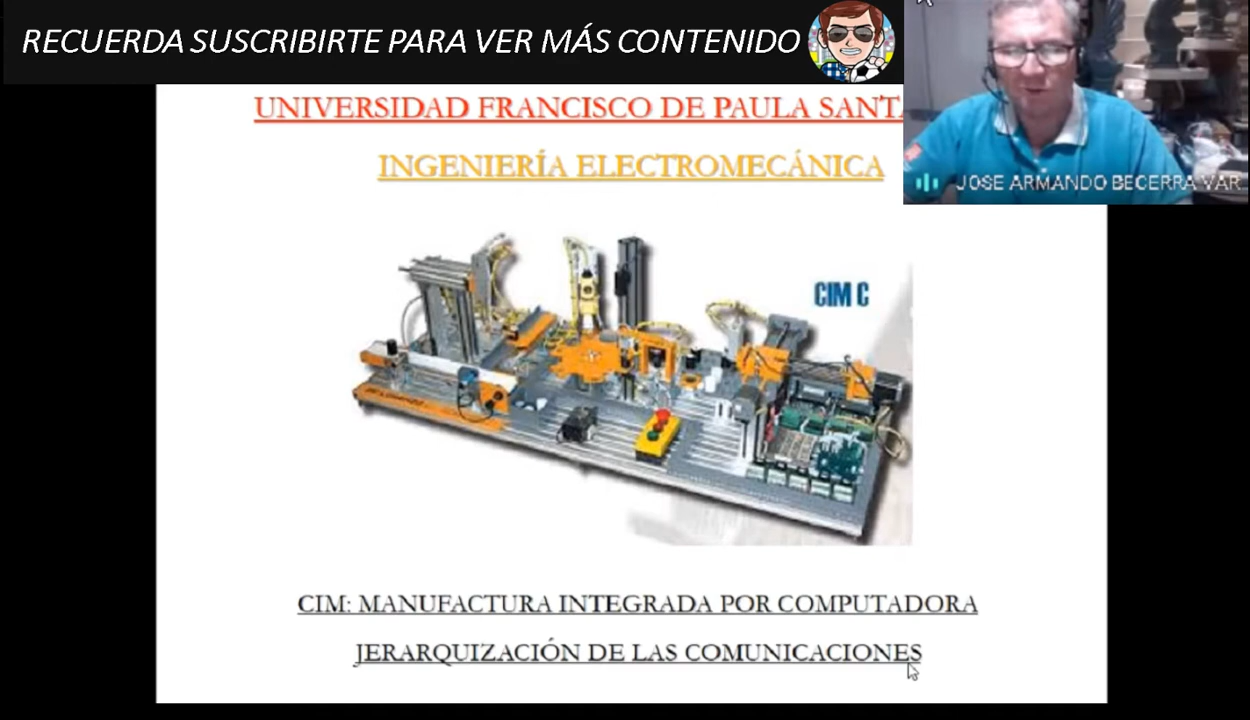 RECUERDA SUSCRIBIRTE PARA VER MÁS CONTENIDO
UNIVERSIDAD FRANCISCO DE PAULA SANTA
INGENIERÍA ELECTROMECÁNICA
JOSE ARMANDO BECERRA VAR
CIM C
CIM: MANUFACTURA INTEGRADA POR COMPUTADORA
JERARQUIZACIÓN DE LAS COMUNICACIONES